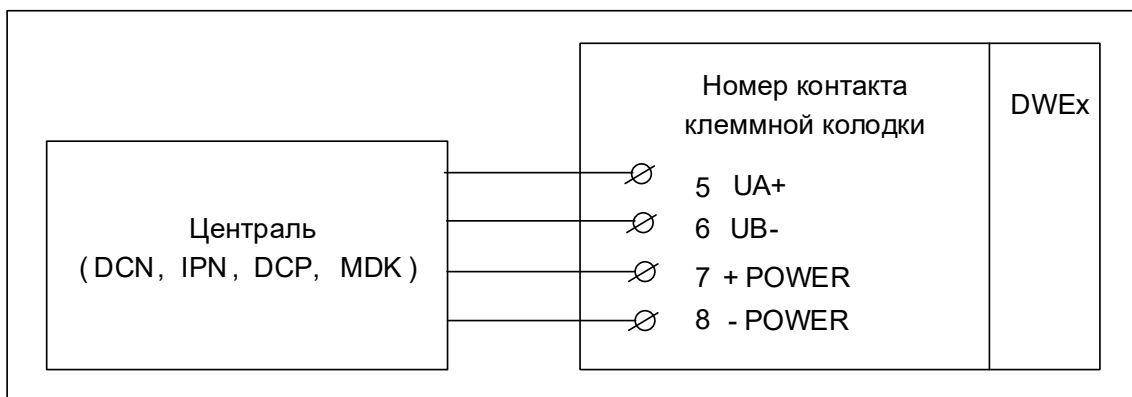 Номер контакта
клеммной колодки
DWEx
Централь
(DCN, IPN, DCP, MDK)
5 UA+
6 UB-
7 + POWER
8 - POWER